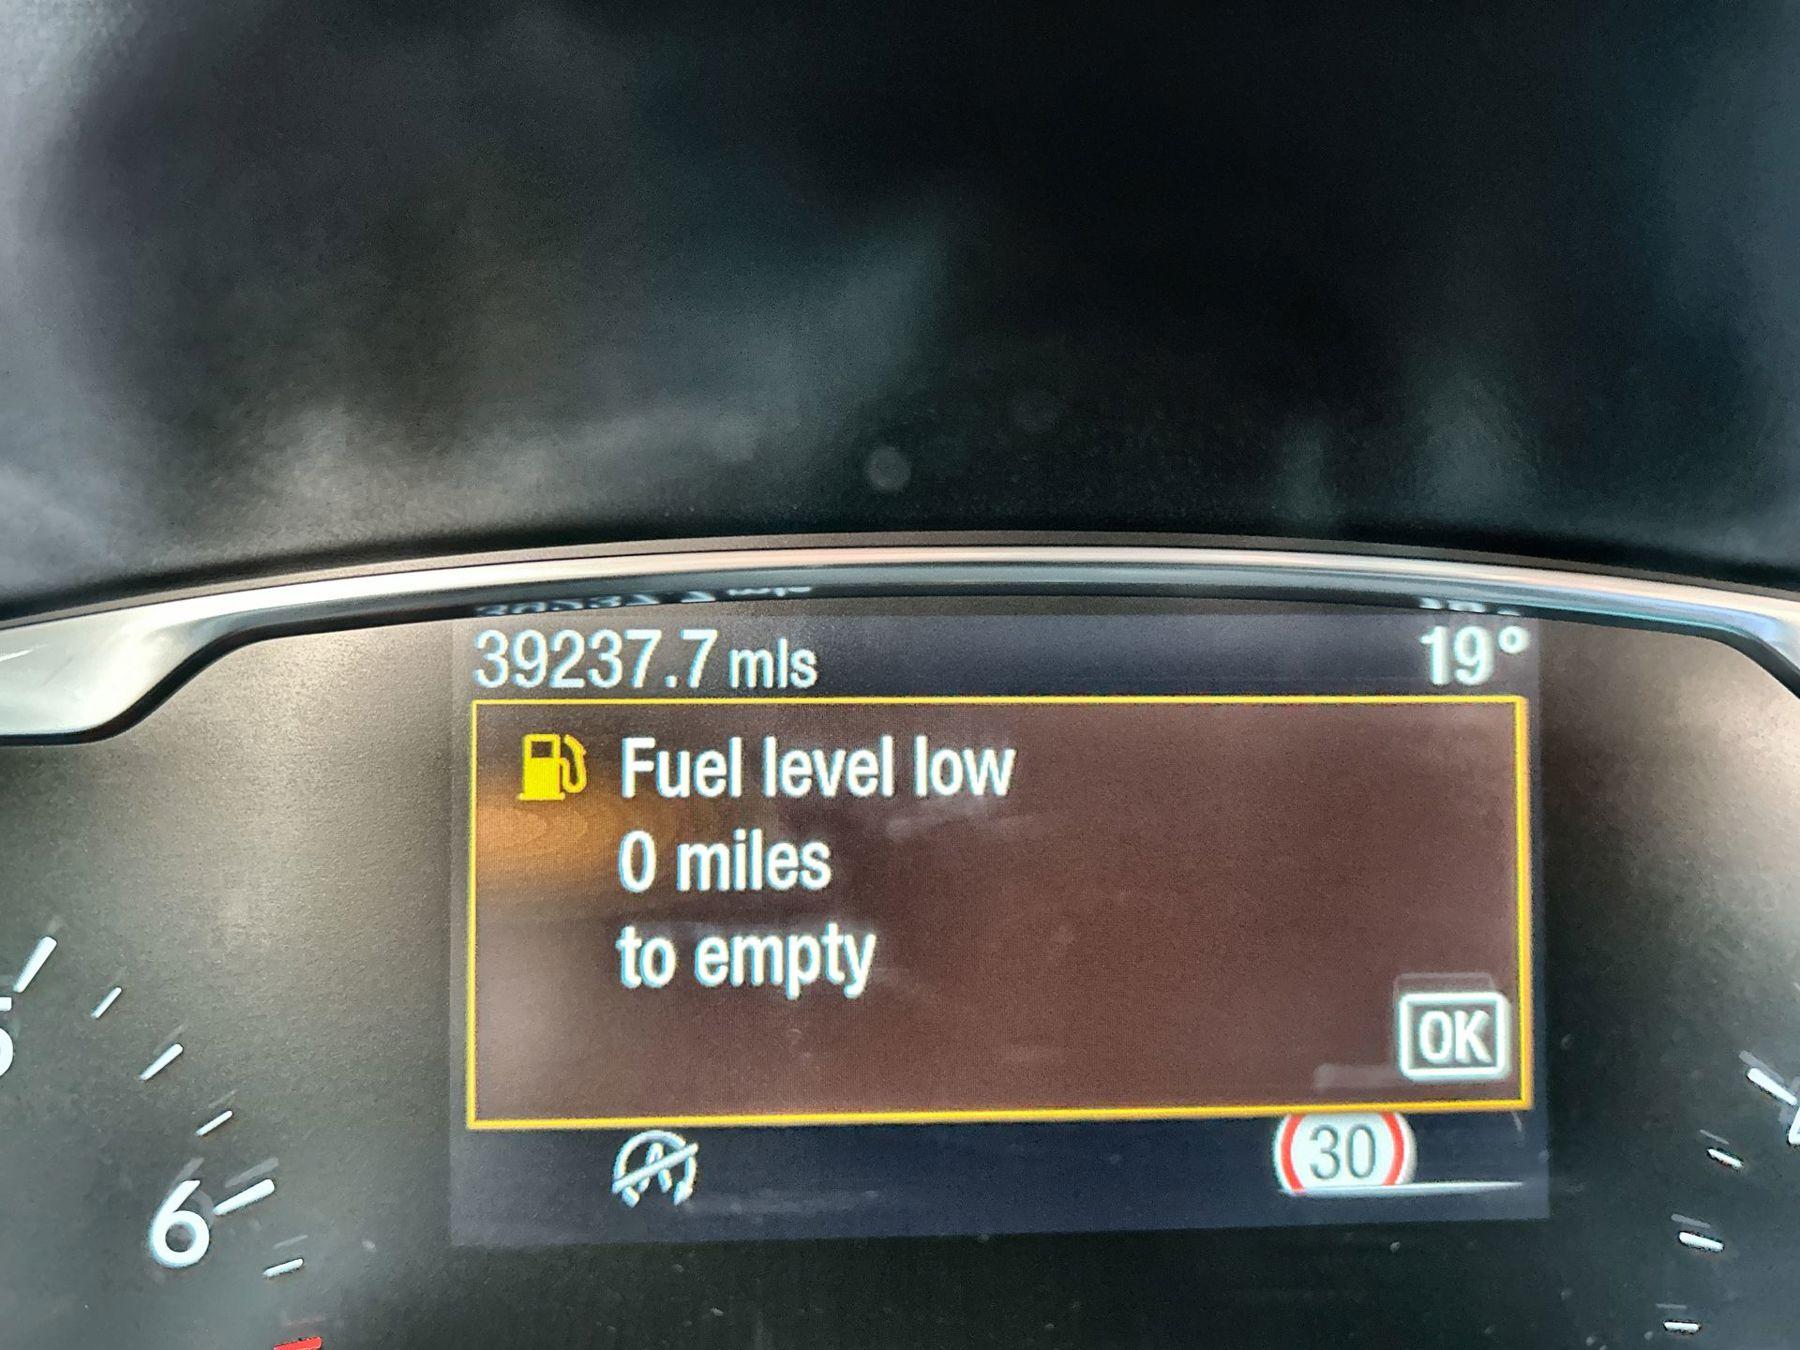 39237.7 mls 19°
Fuel level low
0 miles
to empty
OK
A 30
6